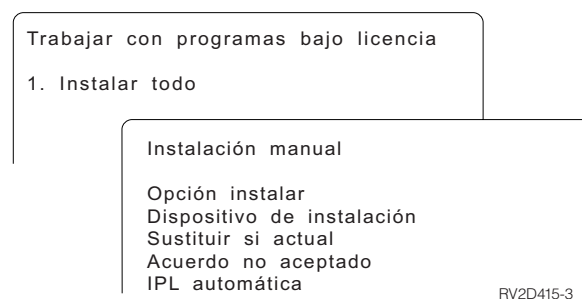 Trabajar con programas bajo licencia
1. Instalar todo
Instalación manual
Opción instalar
Dispositivo de instalación
Sustituir si actual
Acuerdo no aceptado
IPL automática
RV2D415-3